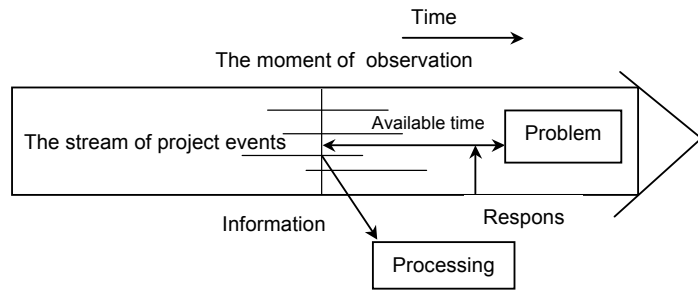 Time
The moment of observation
Available time
Problem
The stream of project events
Information
Respons
Processing